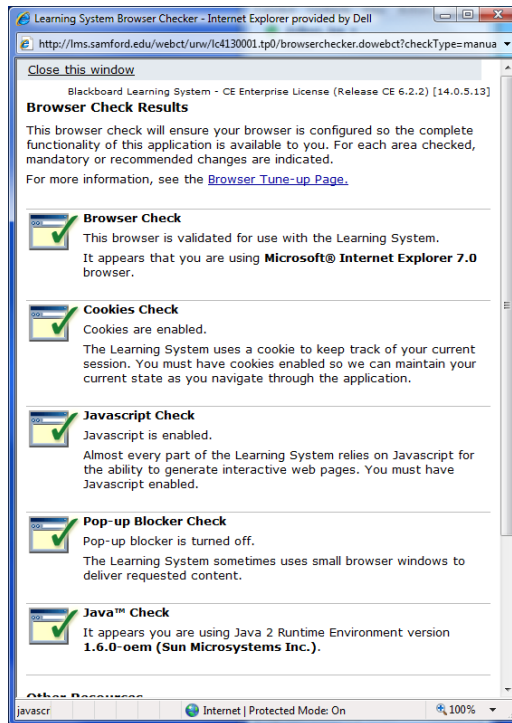 Learning System Browser Checker - Internet Explorer provided by Dell
http://lms.samford.edu/webct/urw/lc4130001.tp0/browserchecker.dowebct?checkType=manua
Close this window
Blackboard Learning System - CE Enterprise License (Release CE 6.2.2) [14.0.5.13]
Browser Check Results
This browser check will ensure your browser is configured so the complete
functionality of this application is available to you. For each area checked,
mandatory or recommended changes are indicated.
For more information, see the Browser Tune-up Page.
Browser Check
This browser is validated for use with the Learning System.
It appears that you are using Microsoft® Internet Explorer 7.0
browser.
Cookies Check
Cookies are enabled.
The Learning System uses a cookie to keep track of your current
session. You must have cookies enabled so we can maintain your
current state as you navigate through the application.
Javascript Check
Javascript is enabled.
Almost every part of the Learning System relies on Javascript for
the ability to generate interactive web pages. You must have
Javascript enabled.
Pop-up Blocker Check
Pop-up blocker is turned off.
The Learning System sometimes uses small browser windows to
deliver requested content.
Java™ Check
It appears you are using Java 2 Runtime Environment version
1.6.0-oem (Sun Microsystems Inc.).
Other Resources
javascr Internet | Protected Mode: On 100%